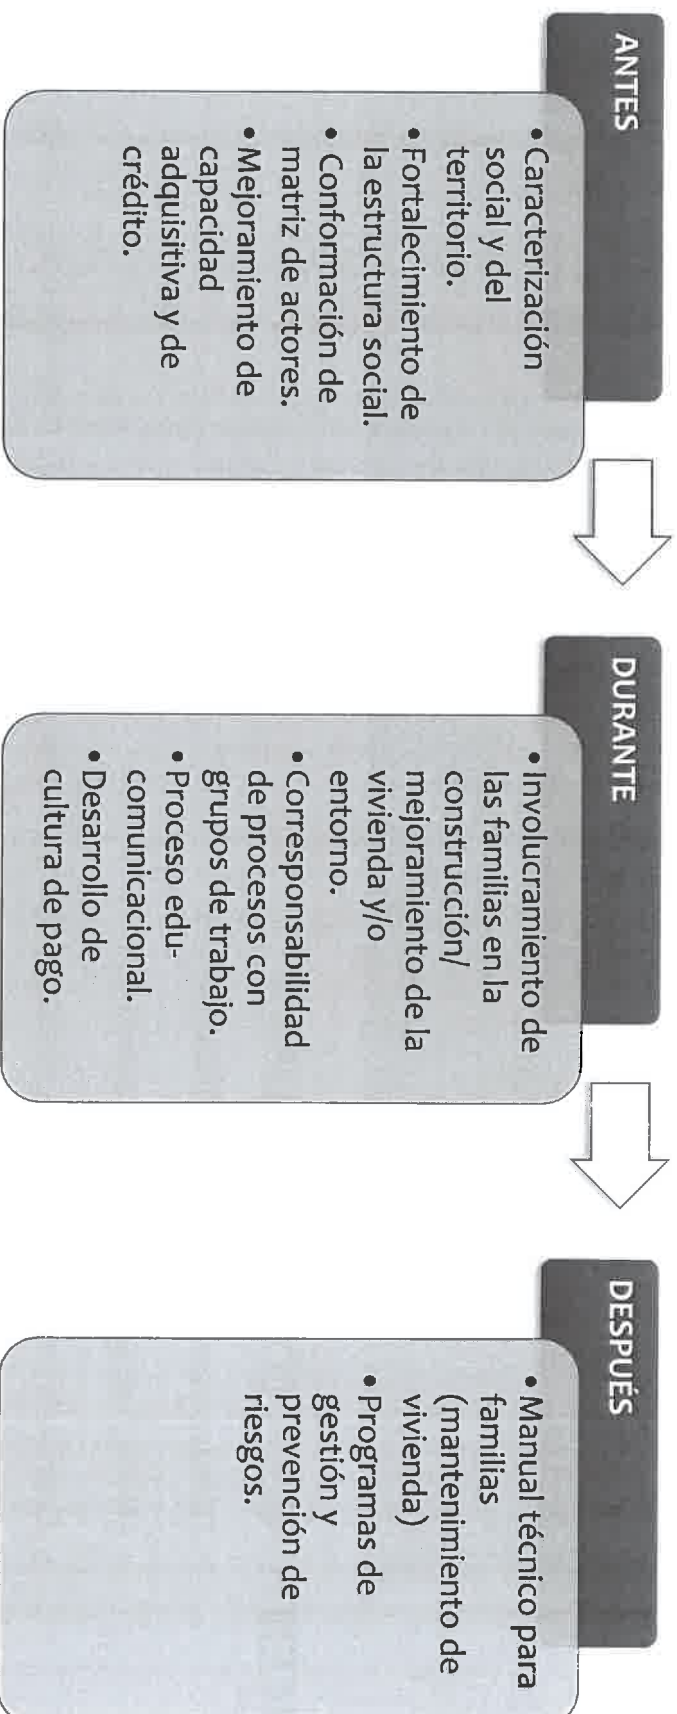 ANTES
• Caracterización
social y del
territorio.
• Fortalecimiento de
la estructura social.
• Conformación de
matriz de actores.
• Mejoramiento de
capacidad
adquisitiva y de
crédito.
DURANTE
• Involucramiento de
las familias en la
construcción/
mejoramiento de la
vivienda y/o
entorno.
• Corresponsabilidad
de procesos con
grupos de trabajo.
• Proceso edu-
comunicacional.
• Desarrollo de
cultura de pago.
DESPUÉS
• Manual técnico para
familias
(mantenimiento de
vivienda)
• Programas de
gestión y
prevención de
riesgos.